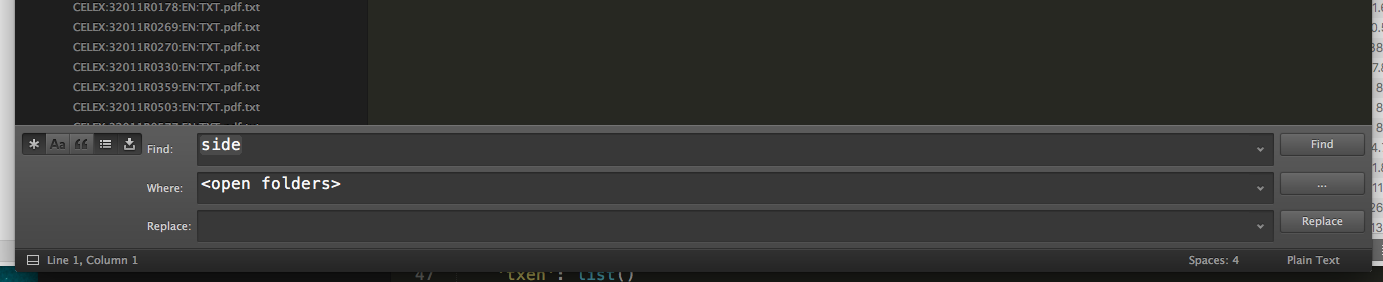 CELEX:32011R0178:EN:TXT.pdf.txt
CELEX:32011R0269:EN:TXT.pdf.txt
CELEX:32011R0270:EN:TXT.pdf.txt
CELEX:32011R0330:EN:TXT.pdf.txt
CELEX:32011R0359:EN:TXT.pdf.txt
CELEX:32011R0503:EN:TXT.pdf.txt
Aa Find: side Find
Where: <open folders> ...
Replace: Replace
Line 1, Column 1 Spaces: 4 Plain Text
47 'txen': list()